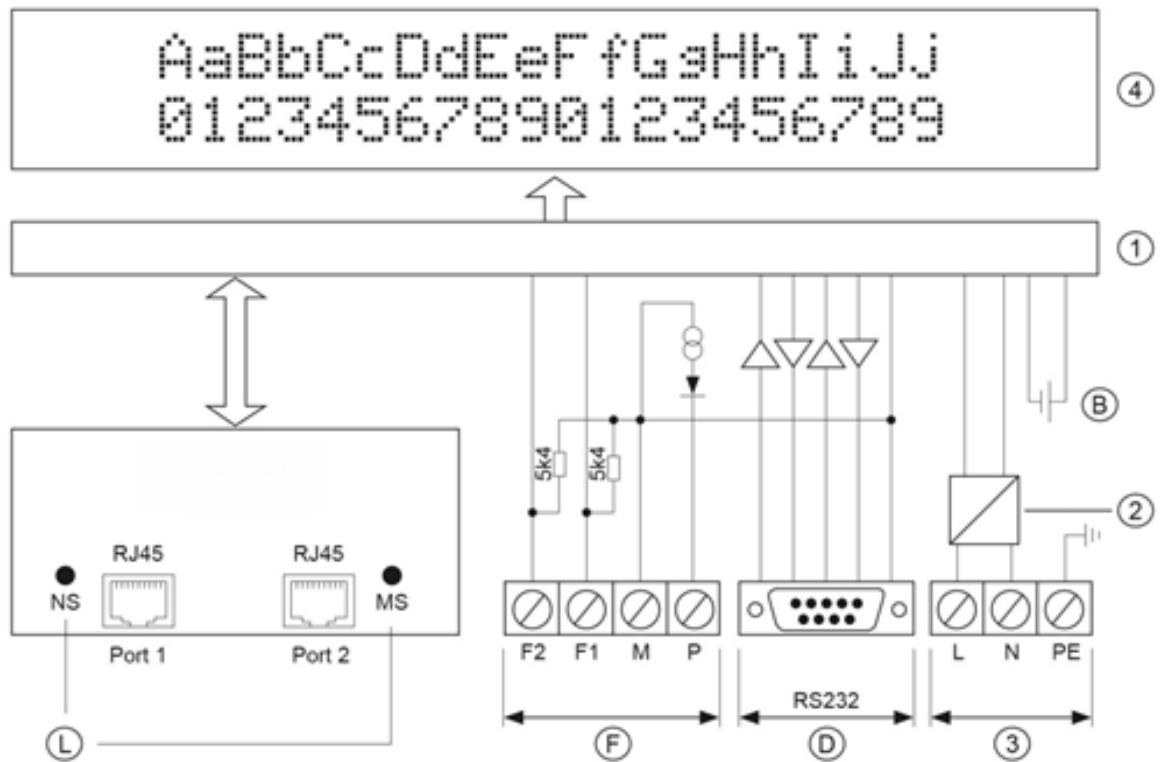 AaBbCcDdEeFfGgHhIiJj
01234567890123456789
4
1
B
5k4
5k4
2
RJ45
RJ45
NS
MS
Port 1
Port 2
F2 F1 M P
L N PE
RS232
L
F
D
3